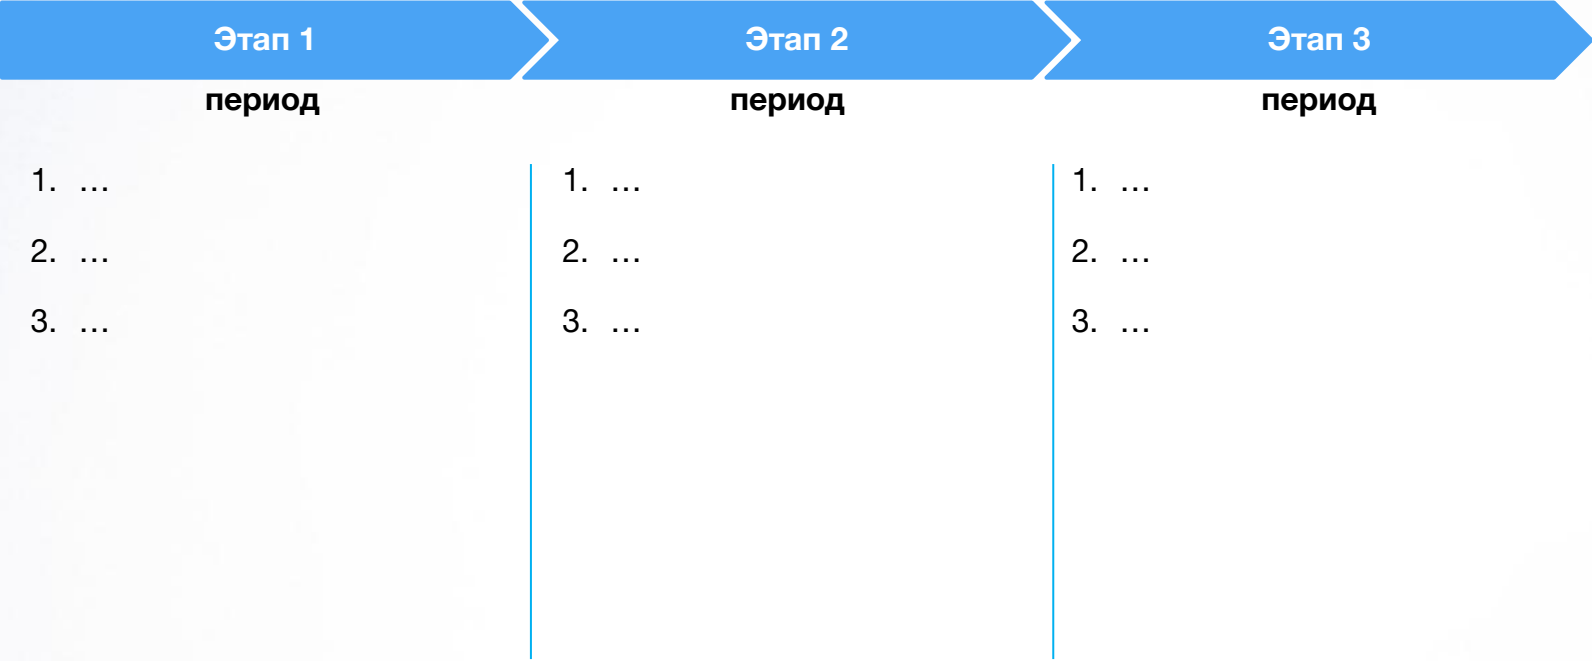 Этап 1
Этап 2
Этап 3
период
период
период
1. …
2. …
3. …
1. …
2. …
3. …
1. …
2. …
3. …